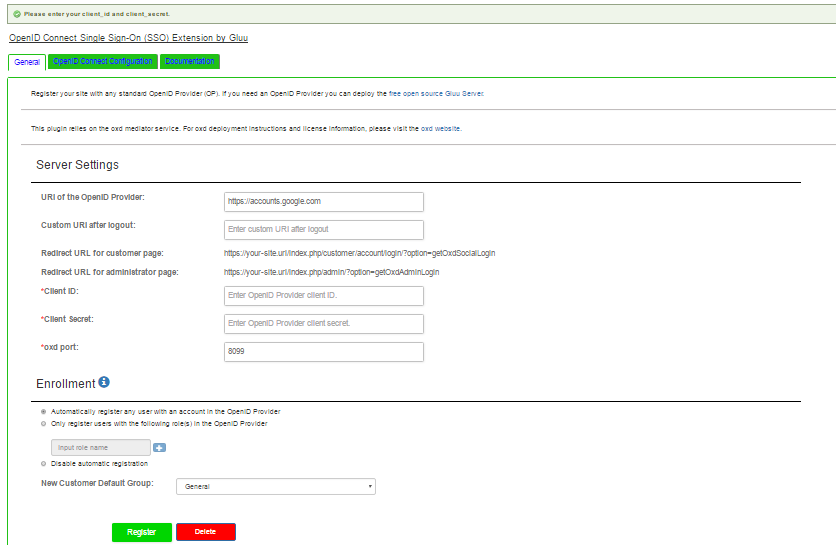 Please enter your client_id and client_secret.
OpenID Connect Single Sign-On (SSO) Extension by Gluu
General OpenID Connect Configuration Documentation
Register your site with any standard OpenID Provider (OP). If you need an OpenID Provider you can deploy the free open source Gluu Server.
This plugin relies on the oxd mediator service. For oxd deployment instructions and license information, please visit the oxd website.
Server Settings
URI of the OpenID Provider: https://accounts.google.com
Custom URI after logout: Enter custom URI after logout
Redirect URL for customer page: https://your-site.url/index.php/customer/account/login/?option=getOxdSocialLogin
Redirect URL for administrator page: https://your-site.url/index.php/admin/?option=getOxdAdminLogin
*Client ID: Enter OpenID Provider client ID.
*Client Secret: Enter OpenID Provider client secret.
*oxd port: 8099
Enrollment
Automatically register any user with an account in the OpenID Provider
Only register users with the following role(s) in the OpenID Provider
Input role name
Disable automatic registration
New Customer Default Group: General
Register Delete